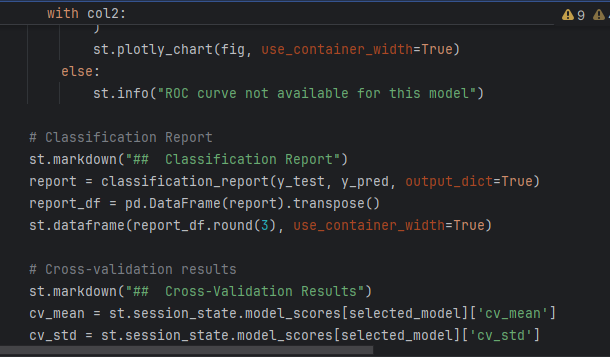 with col2:
9
)
st.plotly_chart(fig, use_container_width=True)
else:
st.info("ROC curve not available for this model")
# Classification Report
st.markdown("##  Classification Report")
report = classification_report(y_test, y_pred, output_dict=True)
report_df = pd.DataFrame(report).transpose()
st.dataframe(report_df.round(3), use_container_width=True)
# Cross-validation results
st.markdown("##  Cross-Validation Results")
cv_mean = st.session_state.model_scores[selected_model]['cv_mean']
cv_std = st.session_state.model_scores[selected_model]['cv_std']